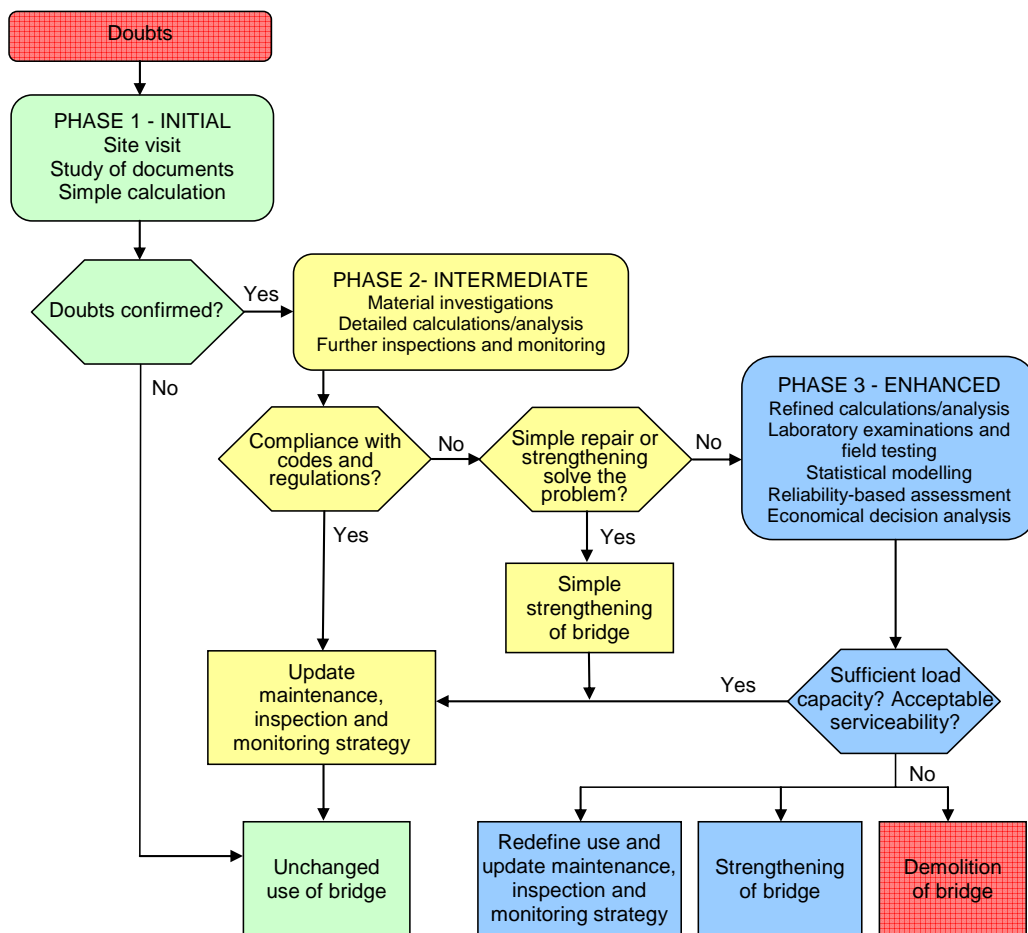 Doubts
PHASE 1 - INITIAL
Site visit
Study of documents
Simple calculation
Doubts confirmed?
Yes
No
PHASE 2- INTERMEDIATE
Material investigations
Detailed calculations/analysis
Further inspections and monitoring
Compliance with
codes and
regulations?
No
Yes
Simple repair or
strengthening
solve the
problem?
No
Yes
PHASE 3 - ENHANCED
Refined calculations/analysis
Laboratory examinations and
field testing
Statistical modelling
Reliability-based assessment
Economical decision analysis
Simple
strengthening
of bridge
Update
maintenance,
inspection and
monitoring strategy
Yes
Sufficient load
capacity? Acceptable
serviceability?
No
Unchanged
use of bridge
Redefine use and
update maintenance,
inspection and
monitoring strategy
Strengthening
of bridge
Demolition
of bridge